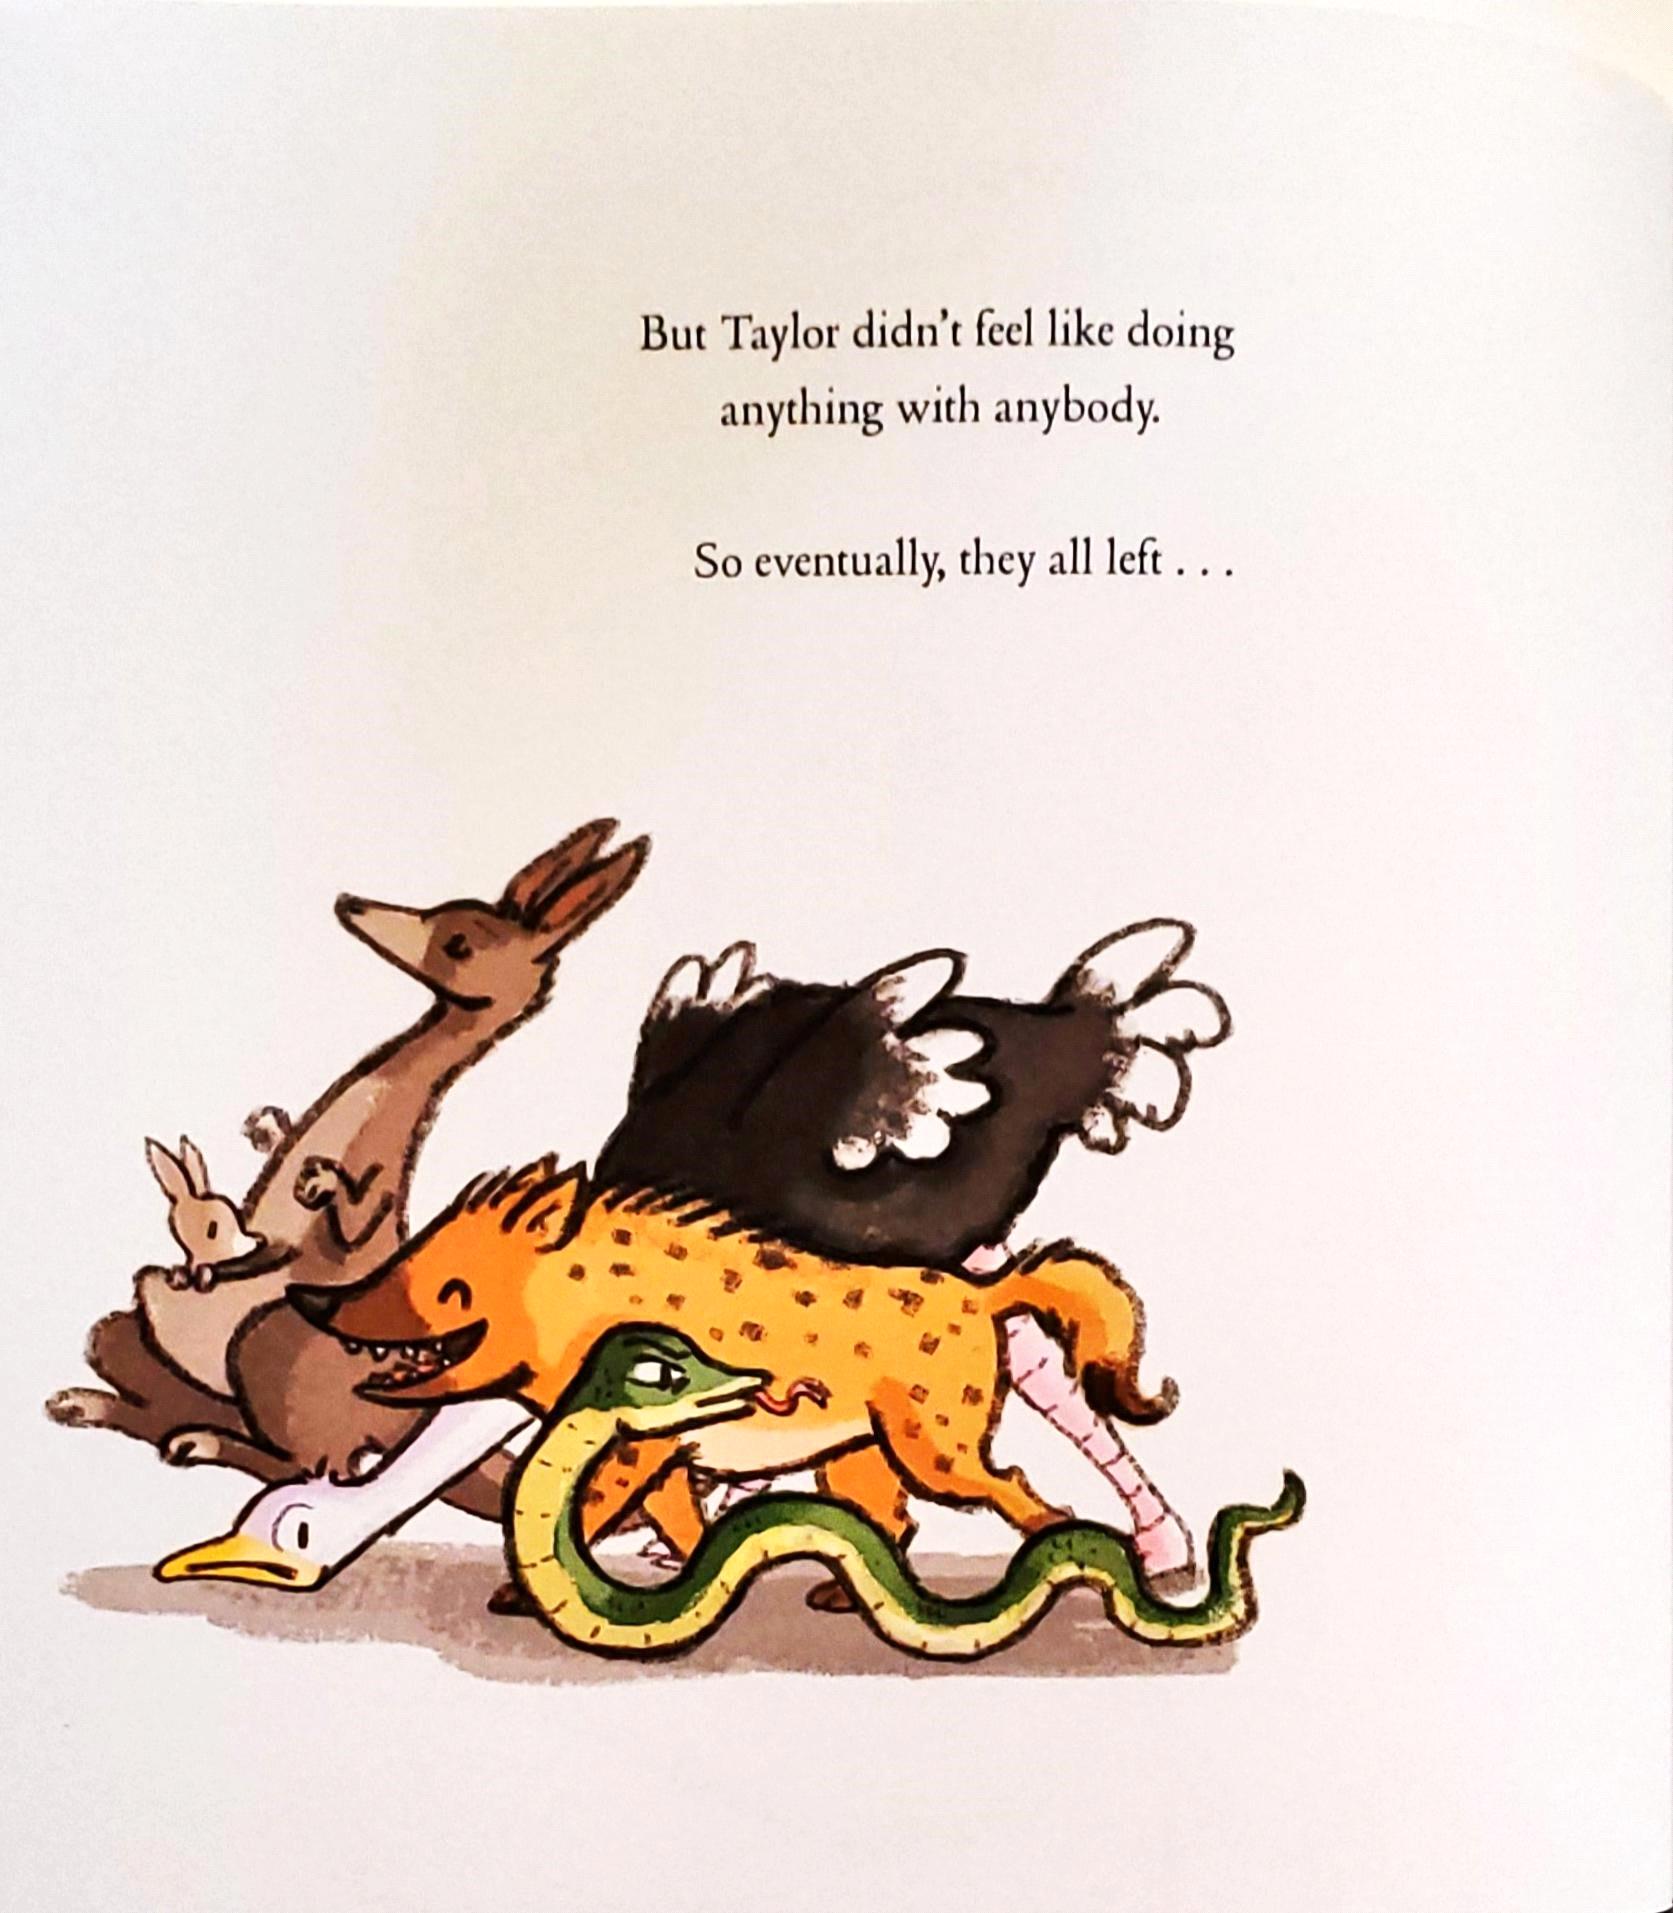 But Taylor didn't feel like doing
anything with anybody.
So eventually, they all left . . .